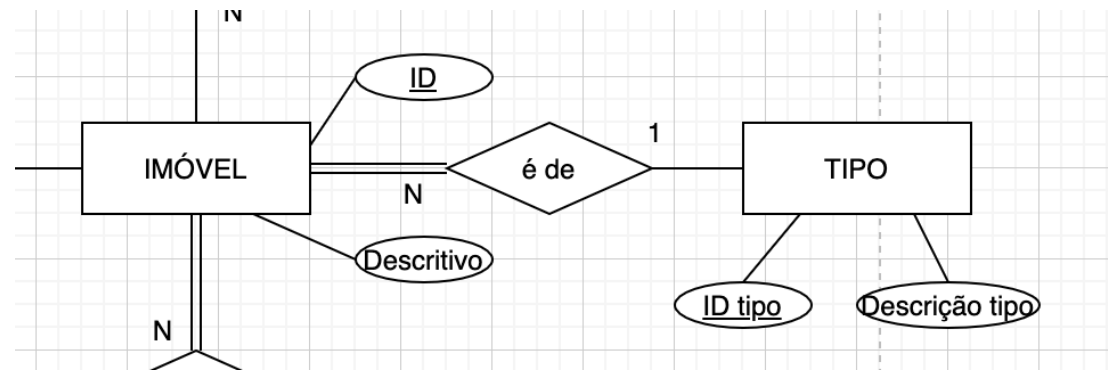 N
ID
1
IMÓVEL
é de
TIPO
N
Descritivo
ID tipo
Descrição tipo
N